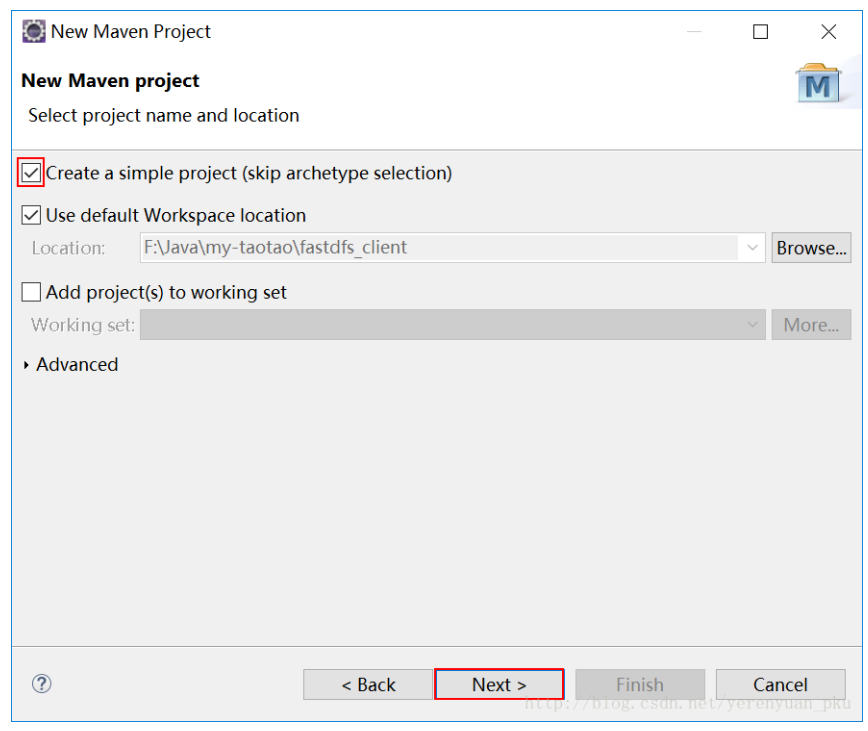 New Maven Project
New Maven project
Select project name and location
M
Create a simple project (skip archetype selection)
Use default Workspace location
Location: F:\Java\my-taotao\fastdfs_client Browse...
Add project(s) to working set
Working set: More...
Advanced
? < Back Next > Finish Cancel
http://blog.csdn.net/yerenyuan_pku